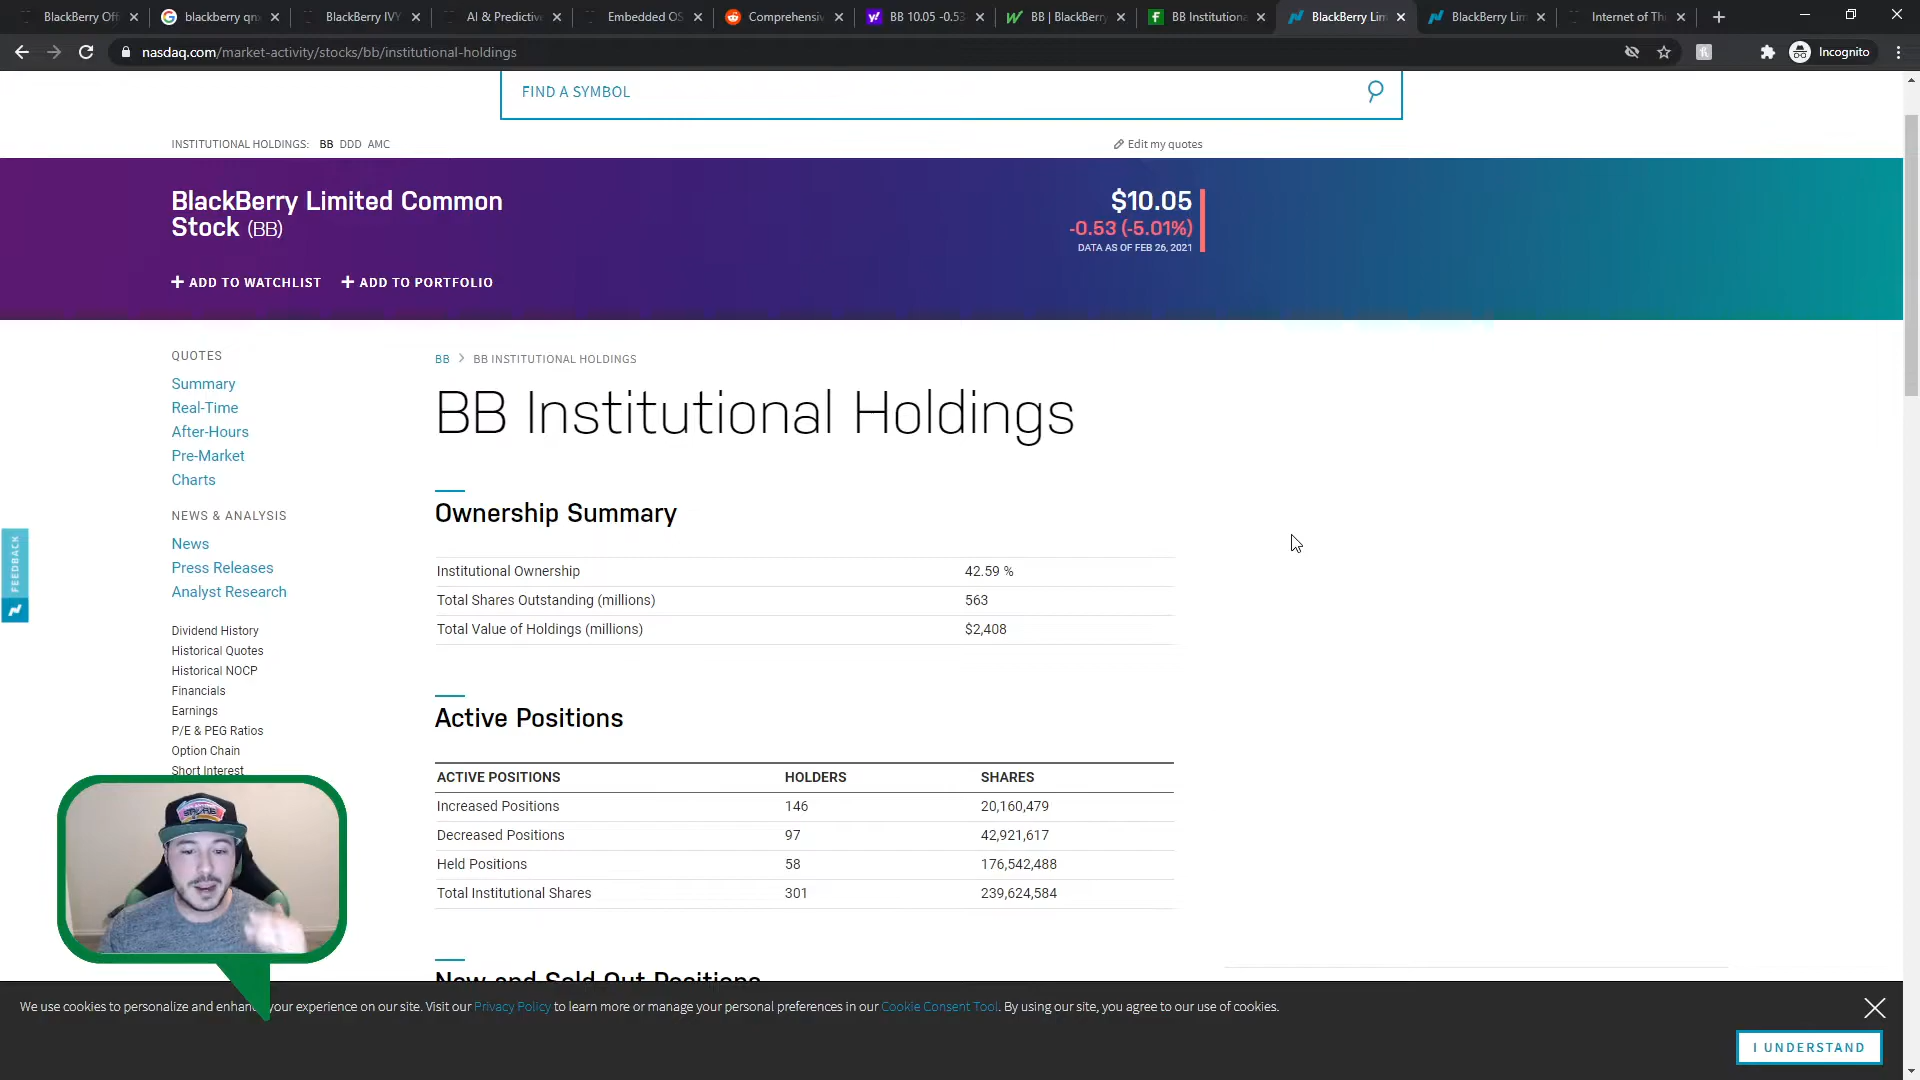 BlackBerry Off
blackberry qnx
BlackBerry IVY
AI & Predictive
Embedded OS
Comprehensiv
BB 10.05 -0.53
BB | BlackBerry
BB Institutiona
BlackBerry Lim
BlackBerry Lim
Internet of Th
nasdaq.com/market-activity/stocks/bb/institutional-holdings
Incognito
FIND A SYMBOL
INSTITUTIONAL HOLDINGS: BB DDD AMC
Edit my quotes
BlackBerry Limited Common
Stock (BB)
$10.05
-0.53 (-5.01%)
DATA AS OF FEB 26, 2021
ADD TO WATCHLIST
ADD TO PORTFOLIO
QUOTES
Summary
Real-Time
After-Hours
Pre-Market
Charts
NEWS & ANALYSIS
News
Press Releases
Analyst Research
Dividend History
Historical Quotes
Historical NOCP
Financials
Earnings
P/E & PEG Ratios
Option Chain
Short Interest
FEEDBACK
BB > BB INSTITUTIONAL HOLDINGS
BB Institutional Holdings
Ownership Summary
Institutional Ownership 42.59 %
Total Shares Outstanding (millions) 563
Total Value of Holdings (millions) $2,408
Active Positions
ACTIVE POSITIONS HOLDERS SHARES
Increased Positions 146 20,160,479
Decreased Positions 97 42,921,617
Held Positions 58 176,542,488
Total Institutional Shares 301 239,624,584
New and Sold Out Positions
We use cookies to personalize and enhance your experience on our site. Visit our Privacy Policy to learn more or manage your personal preferences in our Cookie Consent Tool. By using our site, you agree to our use of cookies.
I UNDERSTAND